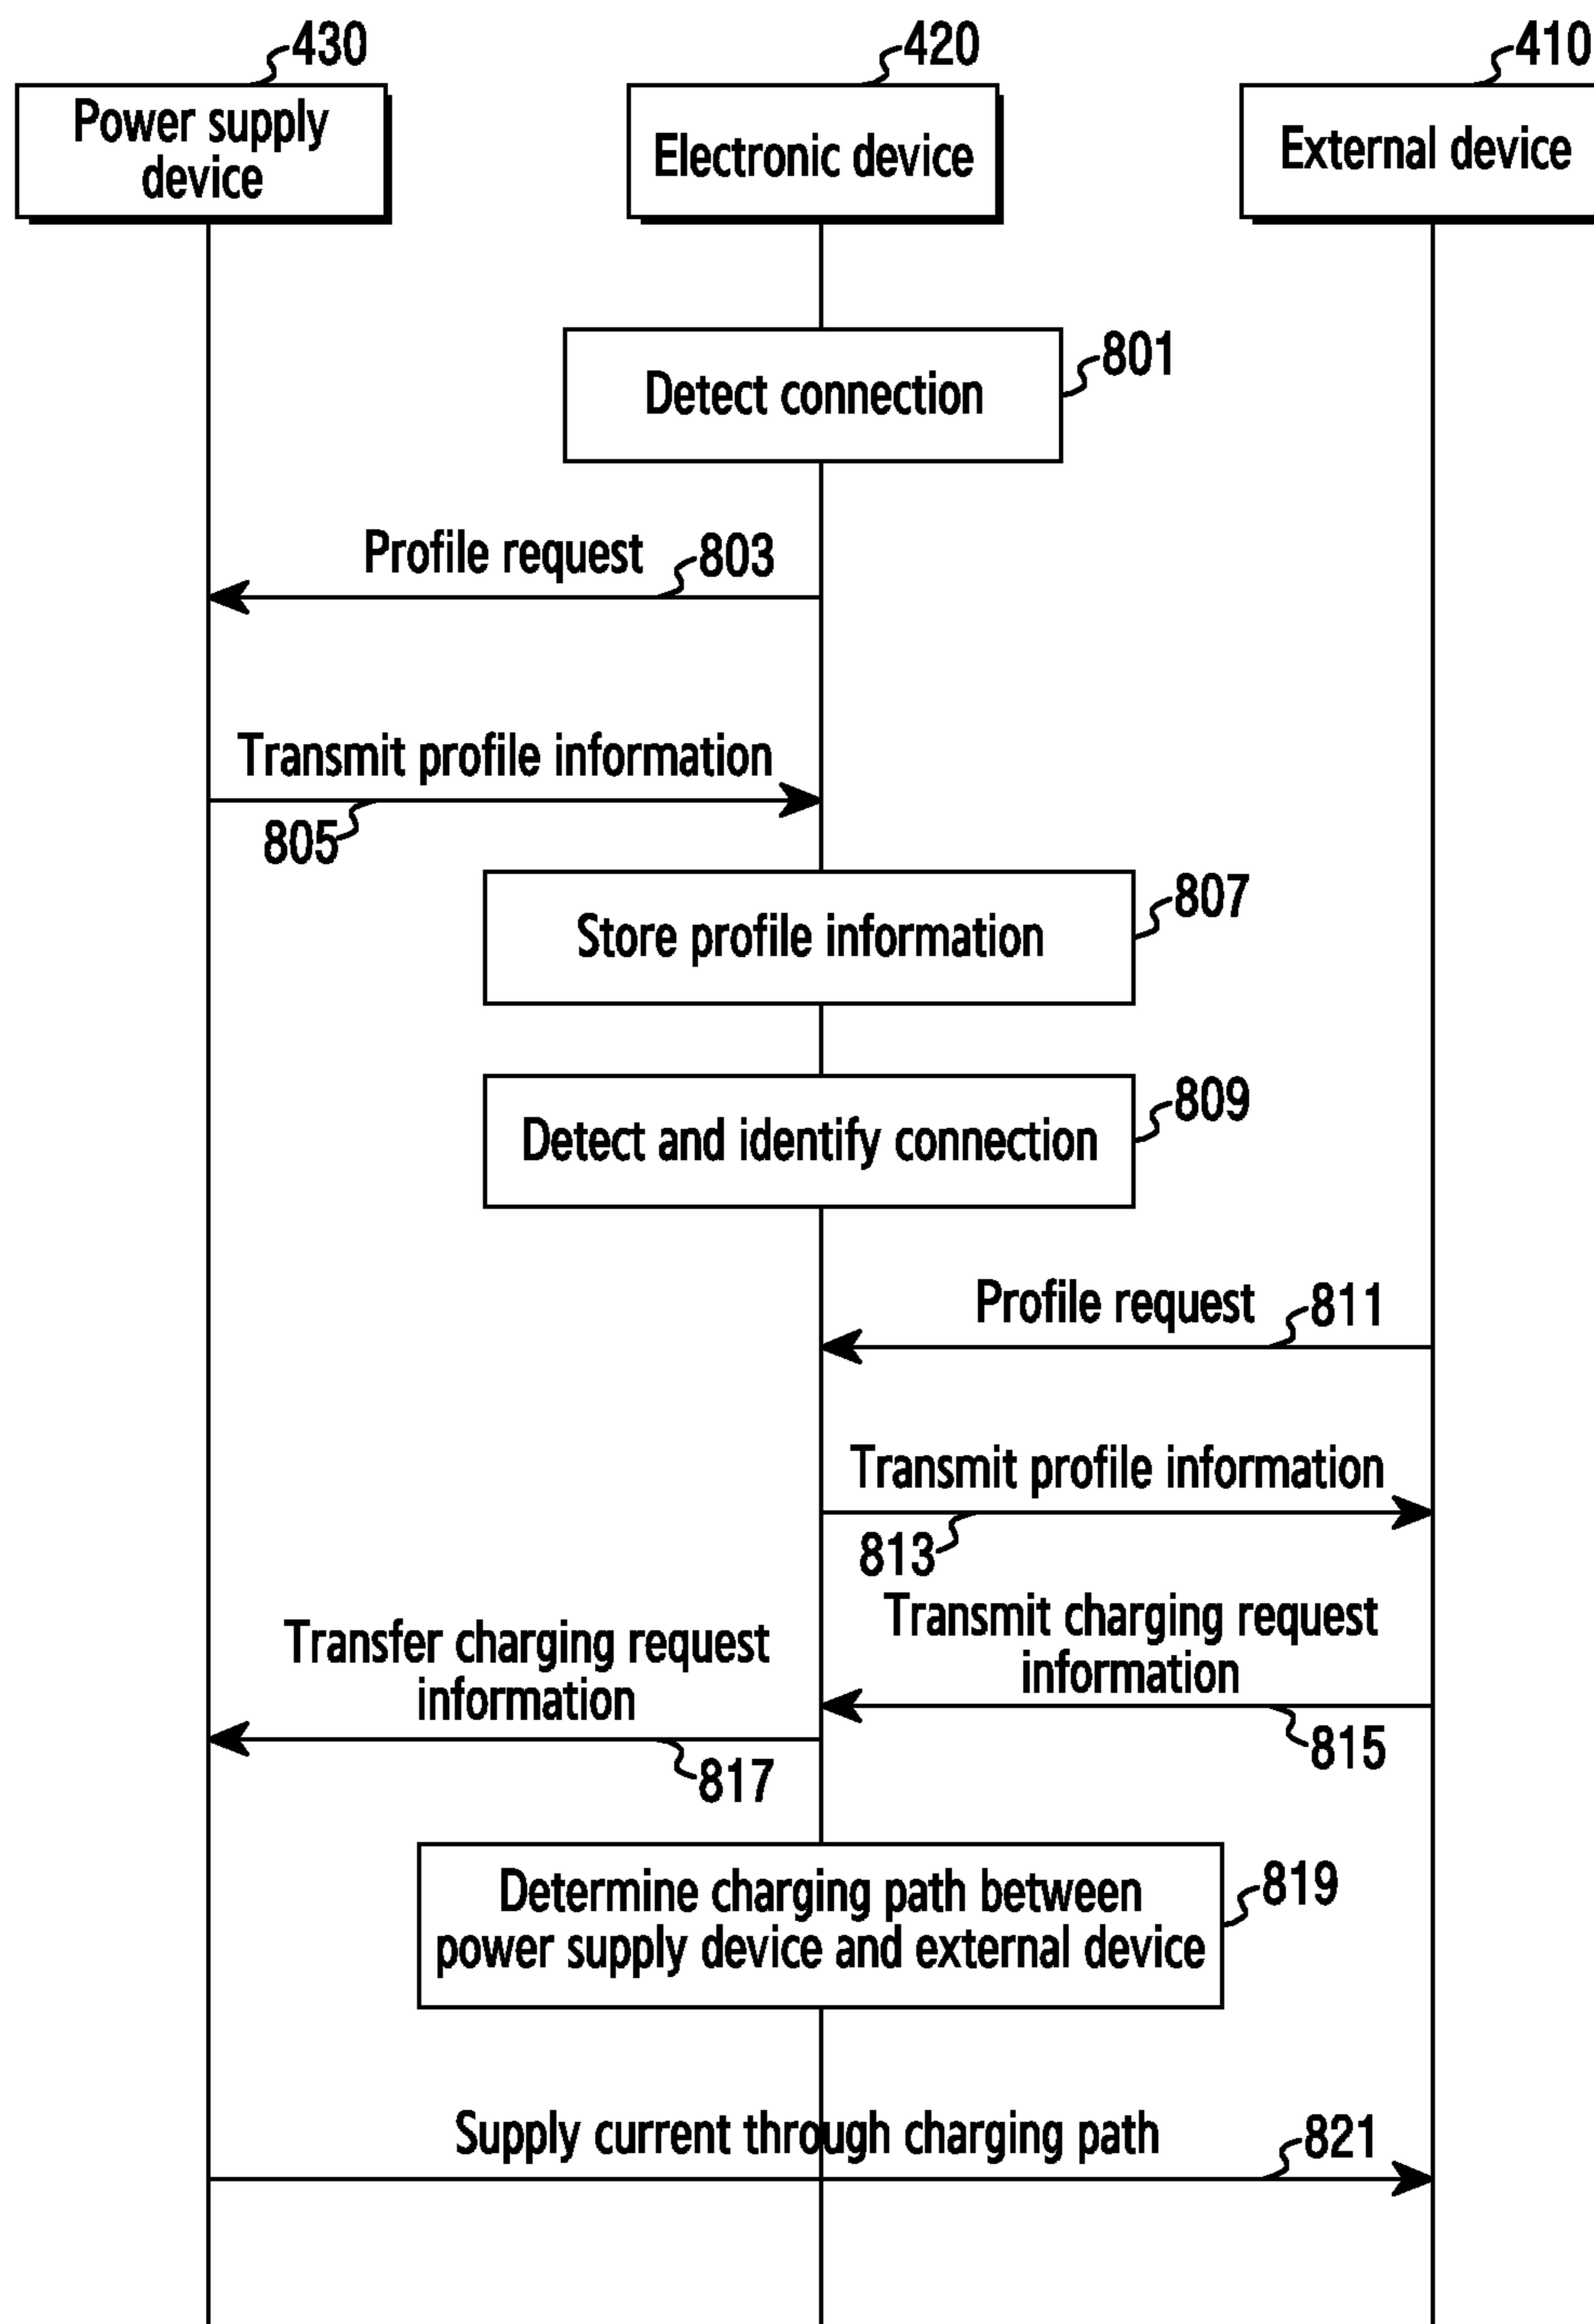 430
420
410
Power supply
device
Electronic device
External device
Detect connection
801
Profile request
803
Transmit profile information
805
Store profile information
807
Detect and identify connection
809
Profile request
811
Transmit profile information
813
Transmit charging request
information
815
Transfer charging request
information
817
Determine charging path between
power supply device and external device
819
Supply current through charging path
821